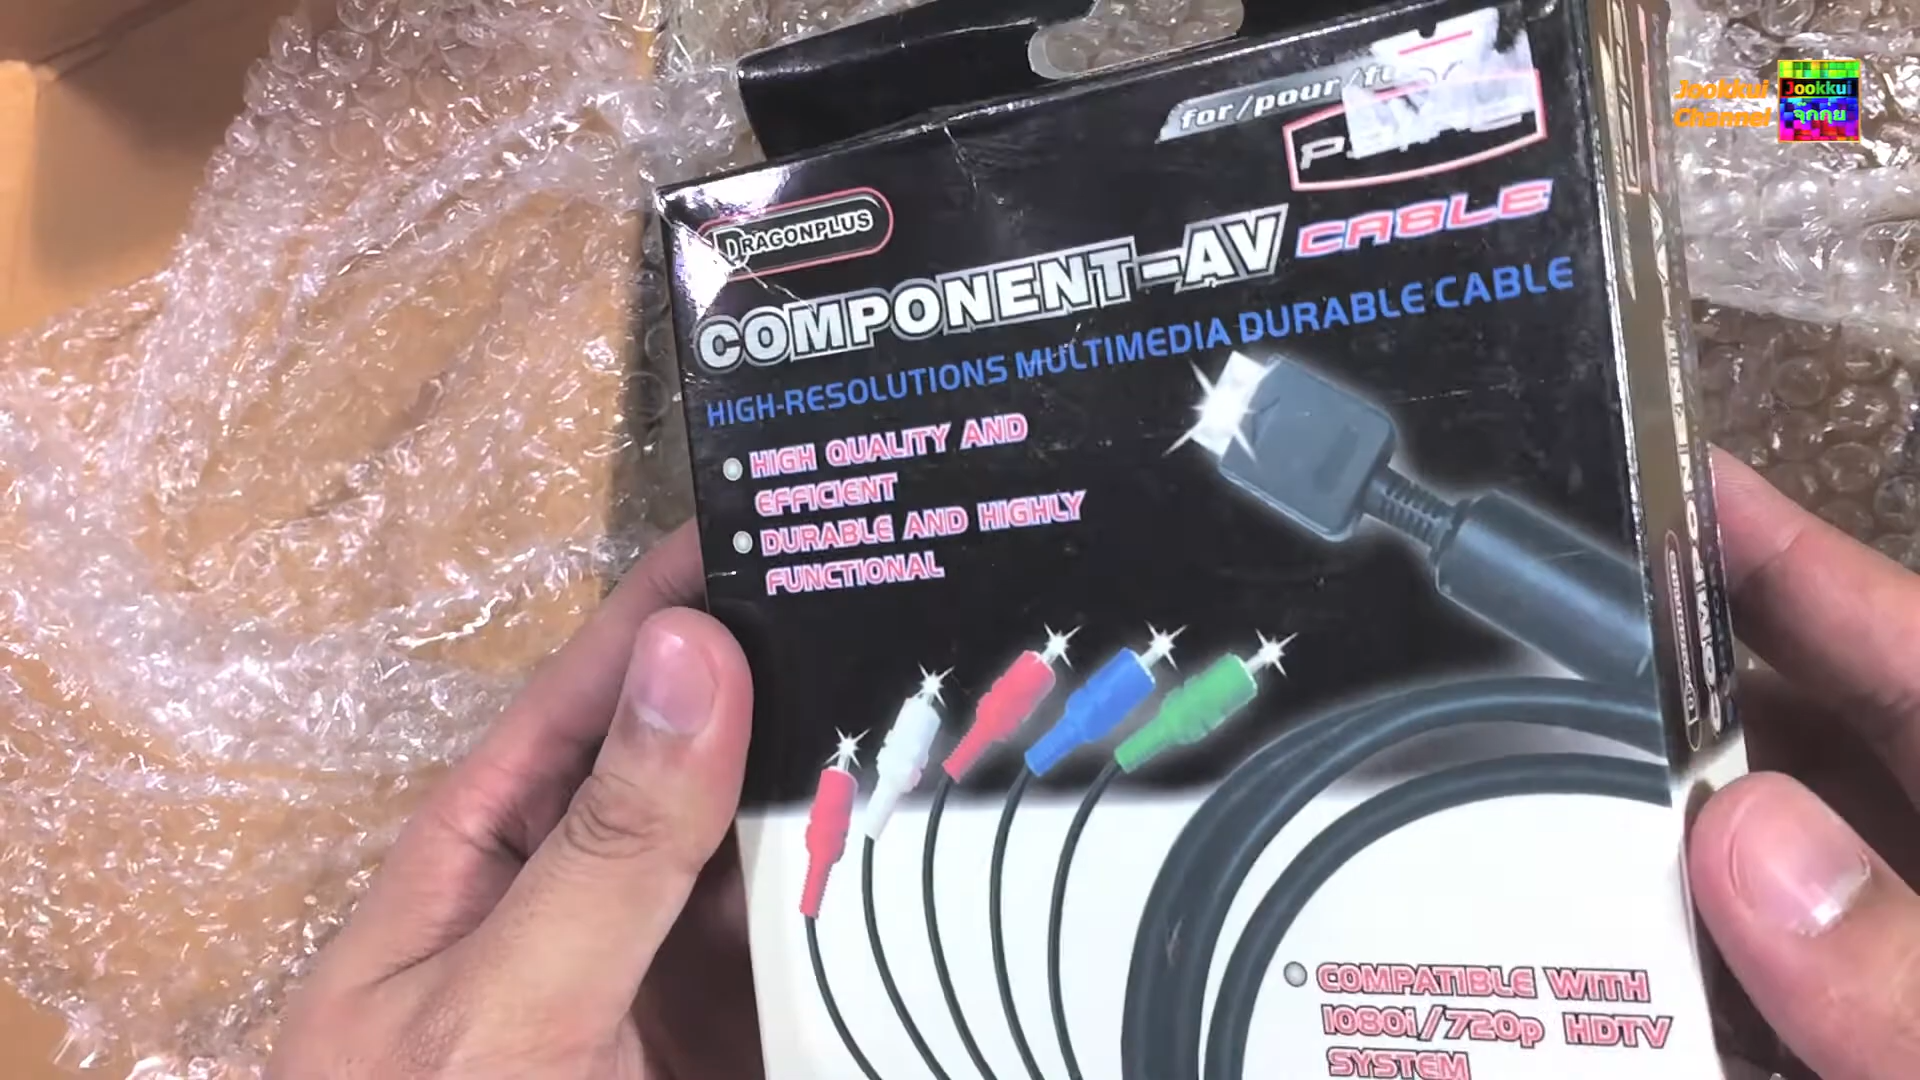 for/pour/
DRAGONPLUS
COMPONENT-AV CABLE
HIGH-RESOLUTIONS MULTIMEDIA DURABLE CABLE
HIGH QUALITY AND
EFFICIENT
DURABLE AND HIGHLY
FUNCTIONAL
COMPATIBLE WITH
1080i/720p HDTV
SYSTEM
Jookkui
Channel
Jookkui
จุกคุย